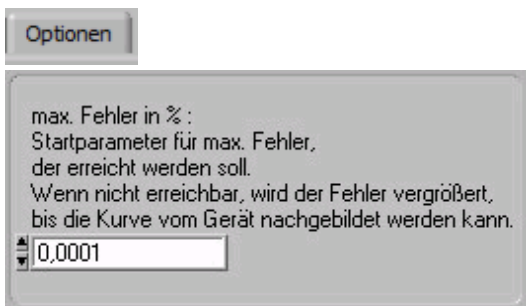 Optionen
max. Fehler in % :
Startparameter für max. Fehler,
der erreicht werden soll.
Wenn nicht erreichbar, wird der Fehler vergrößert,
bis die Kurve vom Gerät nachgebildet werden kann.
0,0001